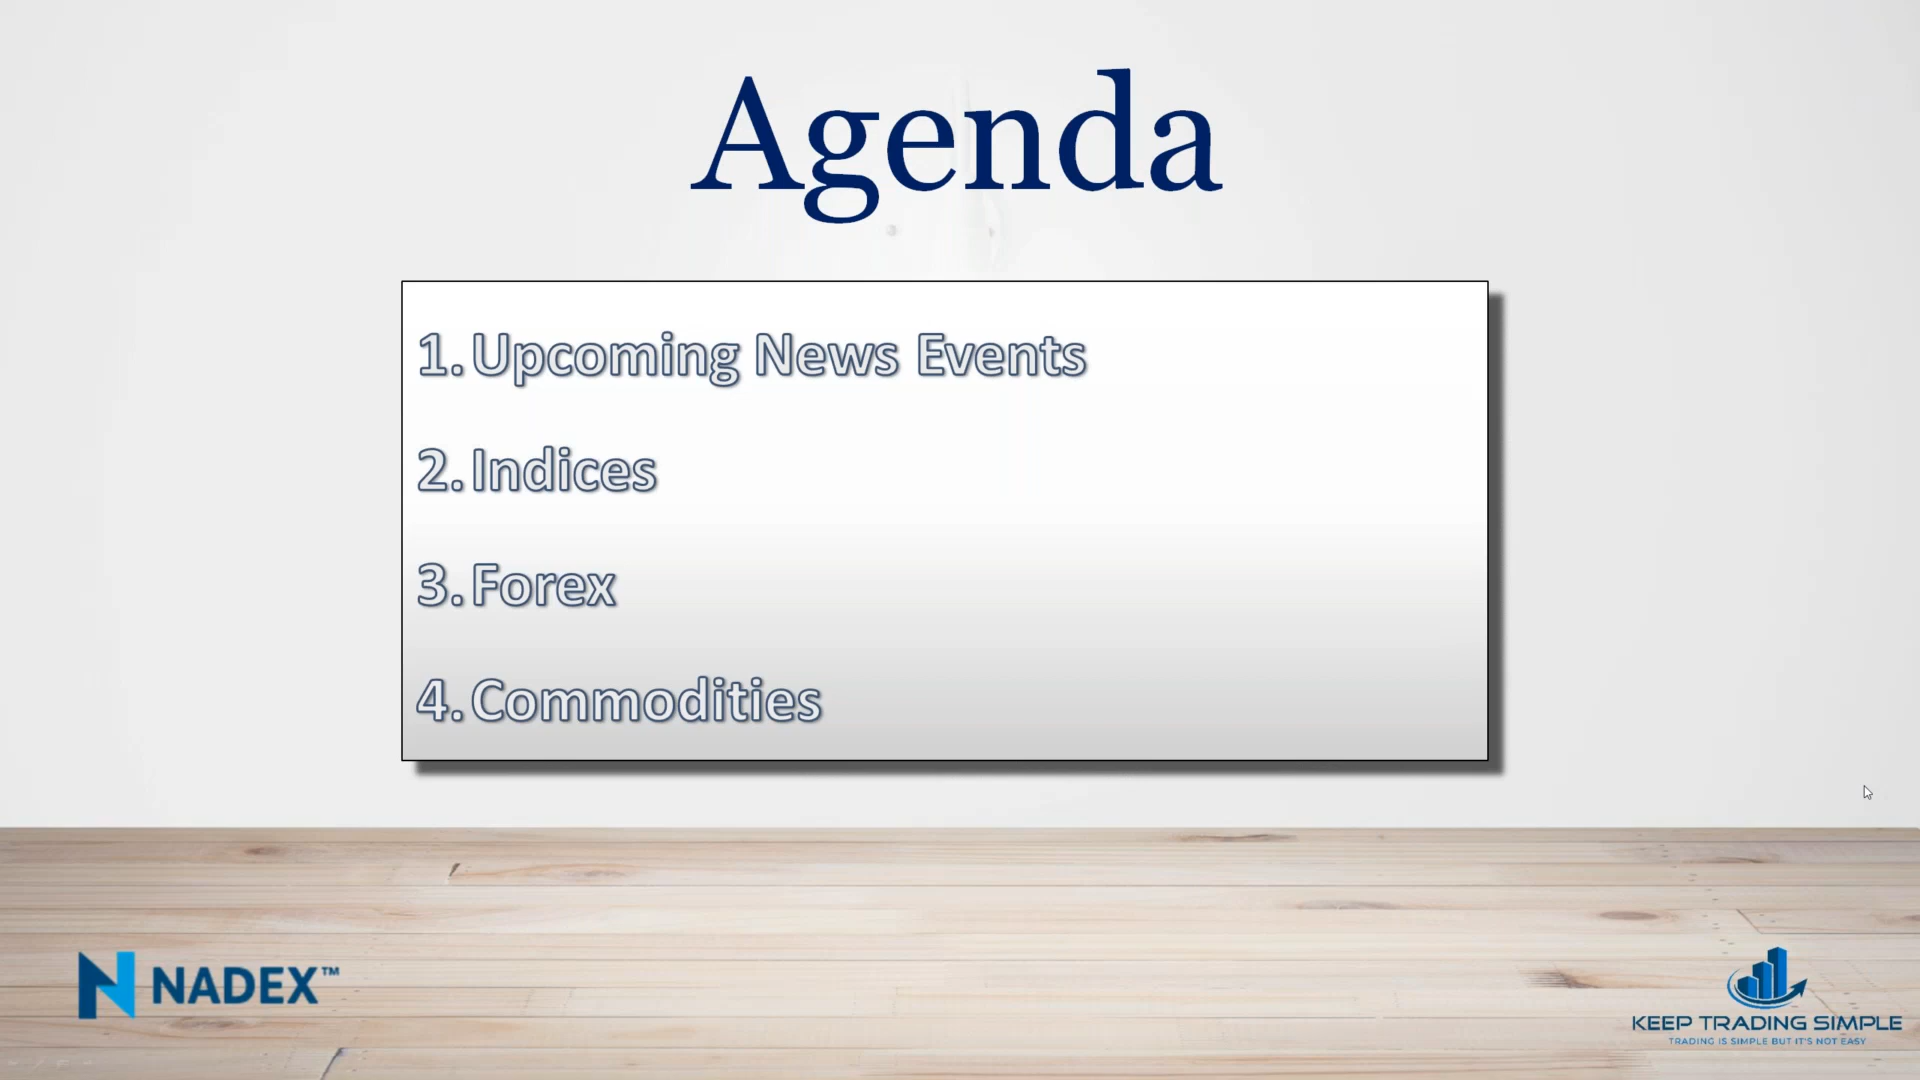 Agenda
1. Upcoming News Events
2. Indices
3. Forex
4. Commodities
NADEX™
KEEP TRADING SIMPLE
TRADING IS SIMPLE BUT IT'S NOT EASY